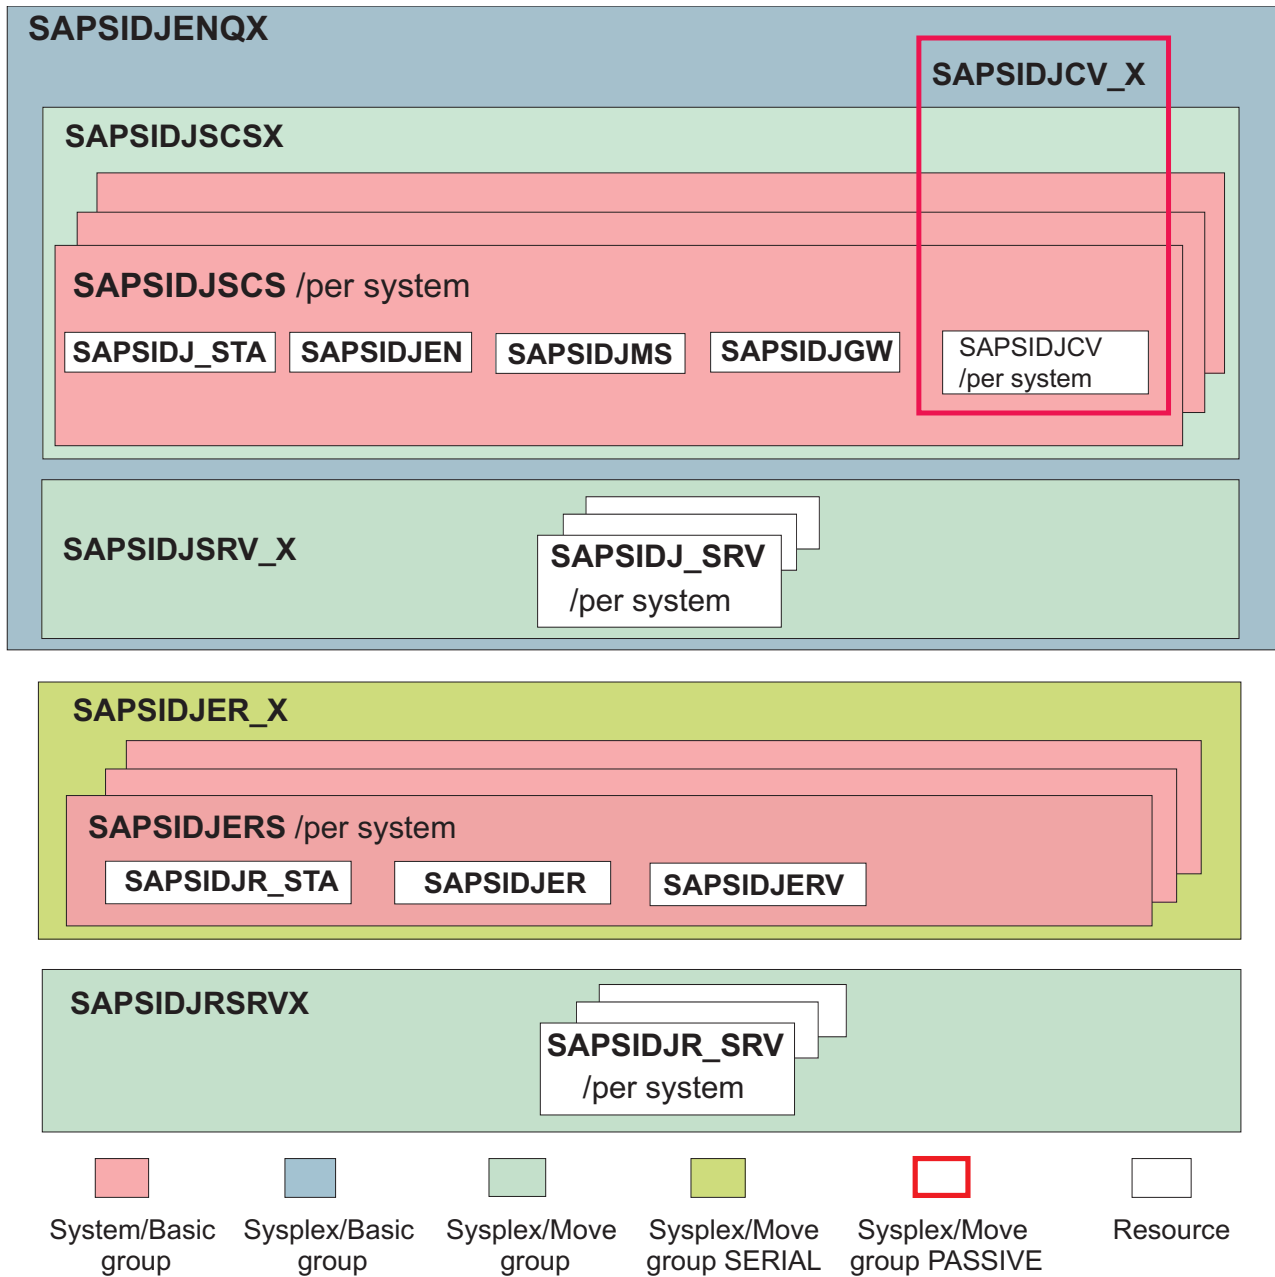 SAPSIDJENQX
SAPSIDJCV_X
SAPSIDJSCSX
SAPSIDJSCS /per system
SAPSIDJ_STA
SAPSIDJEN
SAPSIDJMS
SAPSIDJGW
SAPSIDJCV
/per system
SAPSIDJSRV_X
SAPSIDJ_SRV
/per system
SAPSIDJER_X
SAPSIDJERS /per system
SAPSIDJR_STA
SAPSIDJER
SAPSIDJERV
SAPSIDJRSRVX
SAPSIDJR_SRV
/per system
System/Basic
group
Sysplex/Basic
group
Sysplex/Move
group
Sysplex/Move
group SERIAL
Sysplex/Move
group PASSIVE
Resource